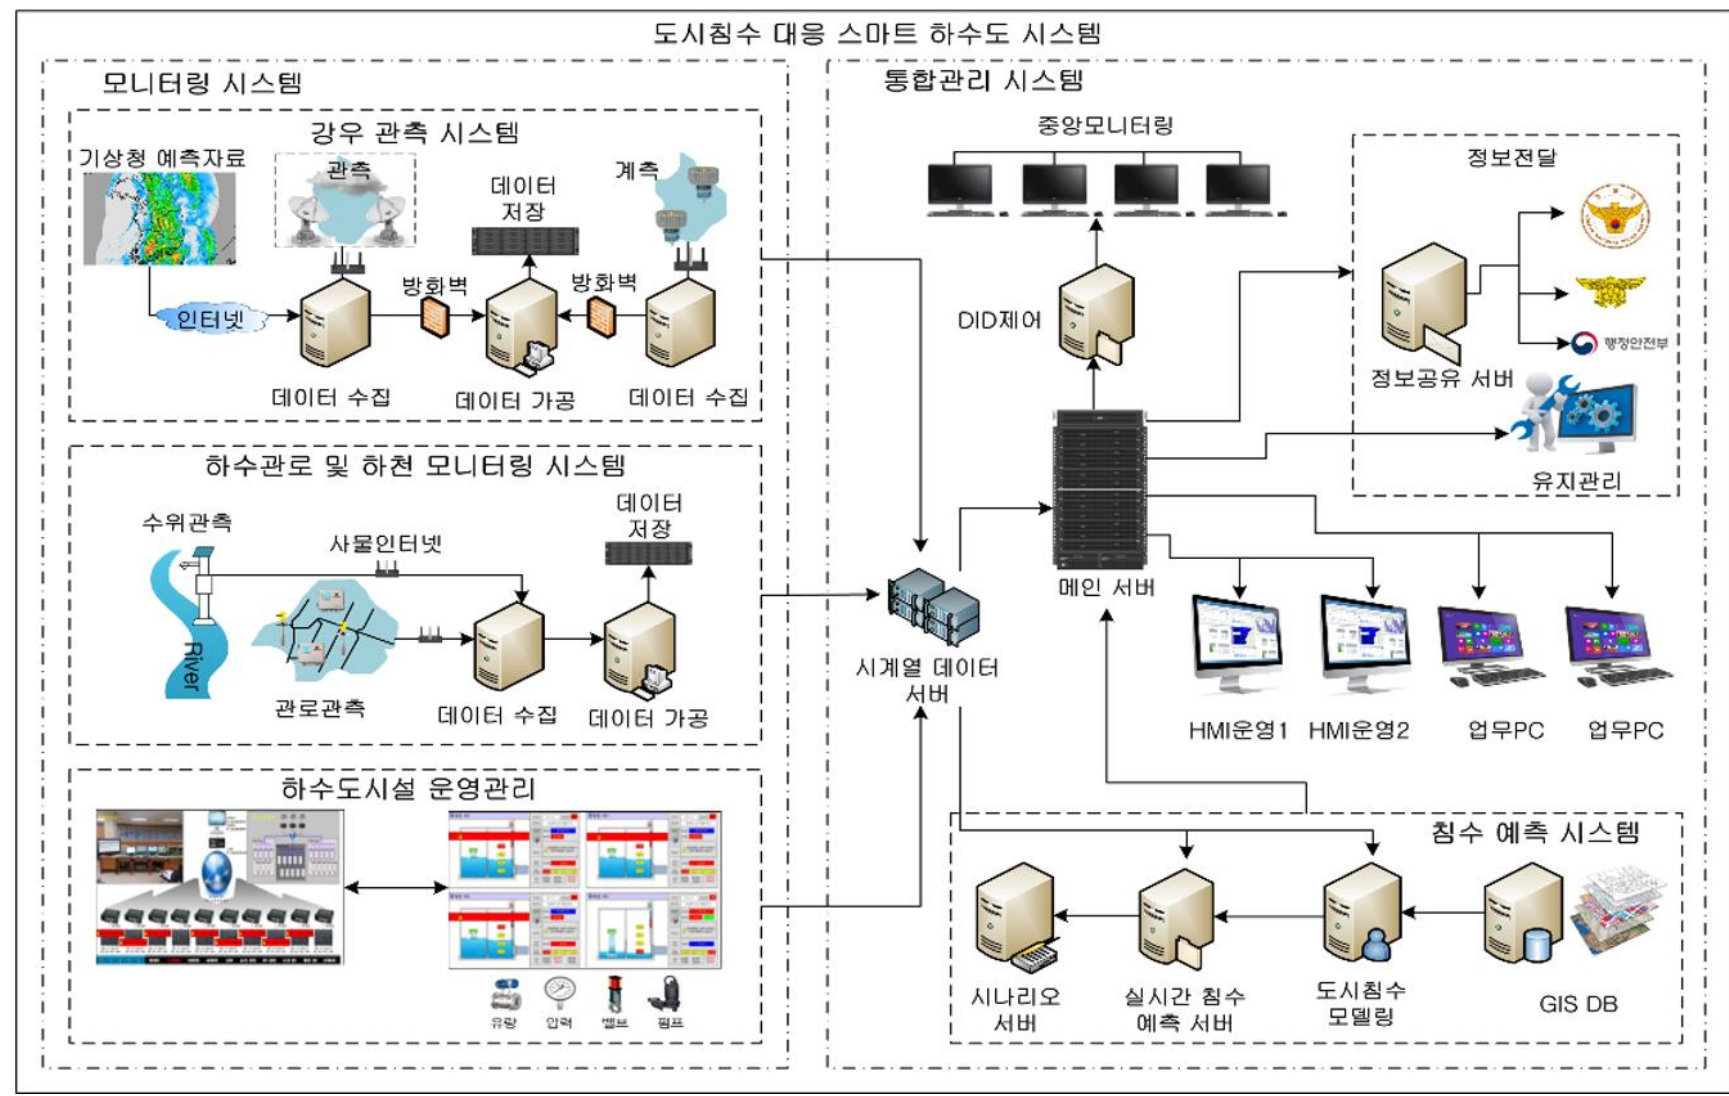 도시침수 대응 스마트 하수도 시스템
모니터링 시스템
강우 관측 시스템
기상청 예측자료
관측
데이터
저장
계측
인터넷
방화벽
방화벽
데이터 수집
데이터 가공
데이터 수집
하수관로 및 하천 모니터링 시스템
수위관측
사물인터넷
데이터
저장
River
관로관측
데이터 수집
데이터 가공
하수도시설 운영관리
유량
압력
밸브
펌프
통합관리 시스템
중앙모니터링
DID제어
정보전달
행정안전부
정보공유 서버
유지관리
메인 서버
시계열 데이터
서버
HMI운영1
HMI운영2
업무PC
업무PC
침수 예측 시스템
시나리오
서버
실시간 침수
예측 서버
도시침수
모델링
GIS DB